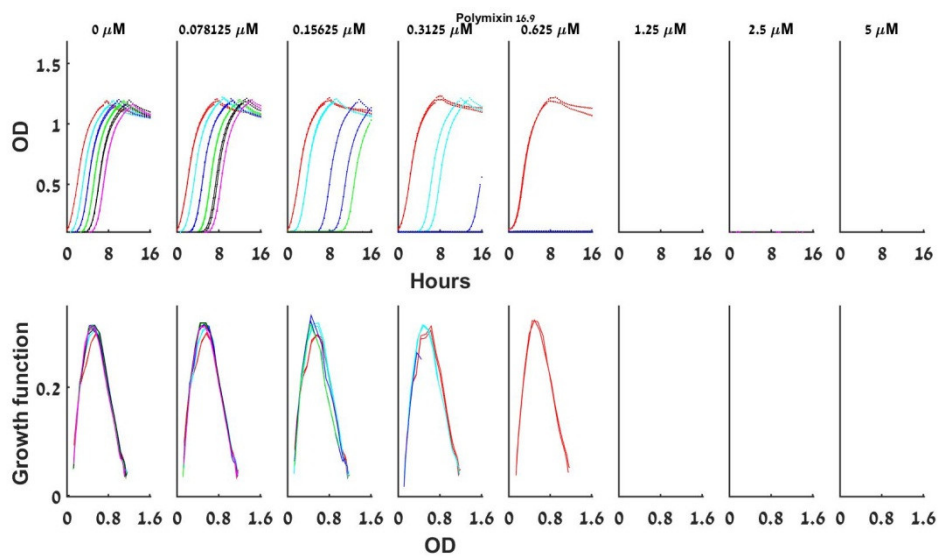 Polymixin 16.9
0 μM 0.078125 μM 0.15625 μM 0.3125 μM 0.625 μM 1.25 μM 2.5 μM 5 μM
1.5
1
0.5
OD
0 8 16 0 8 16 0 8 16 0 8 16 0 8 16 0 8 16 0 8 16 0 8 16
Hours
0.2
0
Growth function
0 0.8 1.6 0 0.8 1.6 0 0.8 1.6 0 0.8 1.6 0 0.8 1.6 0 0.8 1.6 0 0.8 1.6 0 0.8 1.6
OD